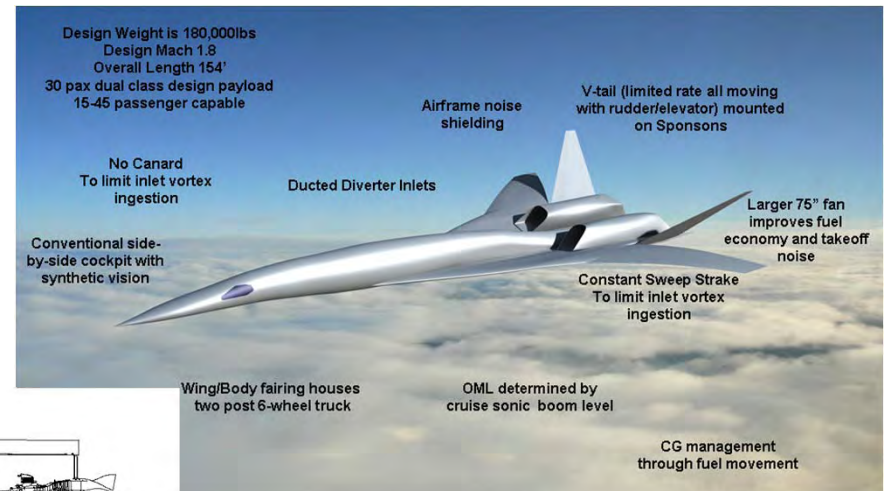 Design Weight is 180,000lbs
Design Mach 1.8
Overall Length 154'
30 pax dual class design payload
15-45 passenger capable
Airframe noise
shielding
V-tail (limited rate all moving
with rudder/elevator) mounted
on Sponsons
No Canard
To limit inlet vortex
ingestion
Ducted Diverter Inlets
Larger 75" fan
improves fuel
economy and takeoff
noise
Conventional side-
by-side cockpit with
synthetic vision
Constant Sweep Strake
To limit inlet vortex
ingestion
Wing/Body fairing houses
two post 6-wheel truck
OML determined by
cruise sonic boom level
CG management
through fuel movement